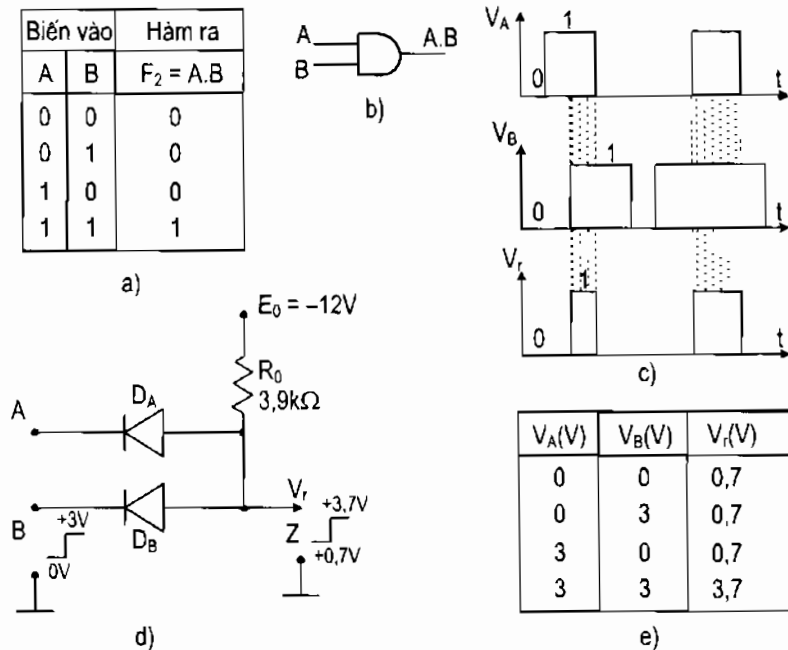 Biến vào Hàm ra
A B F₂ = A.B
0 0 0
0 1 0
1 0 0
1 1 1
a)
A
B
A.B
b)
V_A
1
0
t
V_B
1
0
t
V_r
1
0
t
c)
E₀ = –12V
R₀
3,9kΩ
D_A
A
B
D_B
+3V
0V
V_r
Z
+3,7V
+0,7V
d)
V_A(V) V_B(V) V_r(V)
0 0 0,7
0 3 0,7
3 0 0,7
3 3 3,7
e)